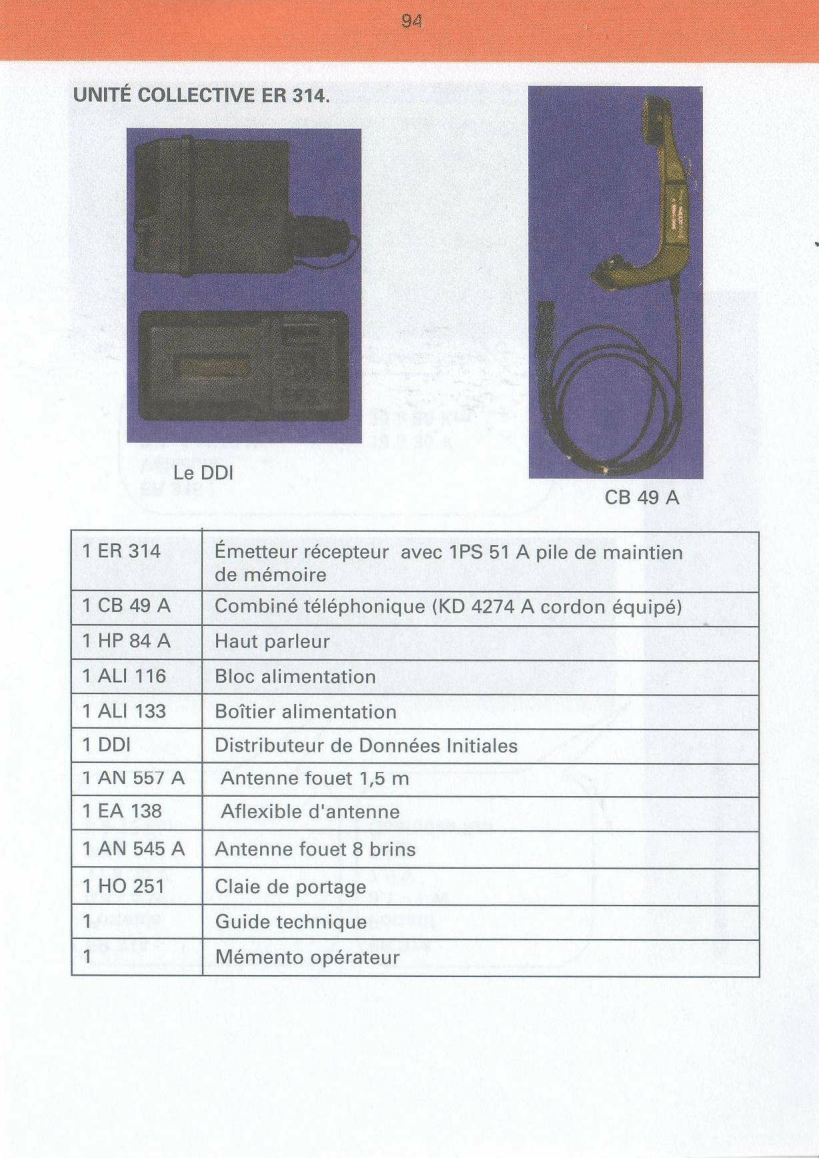 94
UNITÉ COLLECTIVE ER 314.
Le DDI
CB 49 A
1 ER 314 Émetteur récepteur avec 1PS 51 A pile de maintien
de mémoire
1 CB 49 A Combiné téléphonique (KD 4274 A cordon équipé)
1 HP 84 A Haut parleur
1 ALI 116 Bloc alimentation
1 ALI 133 Boîtier alimentation
1 DDI Distributeur de Données Initiales
1 AN 557 A Antenne fouet 1,5 m
1 EA 138 Aflexible d'antenne
1 AN 545 A Antenne fouet 8 brins
1 HO 251 Claie de portage
1 Guide technique
1 Mémento opérateur